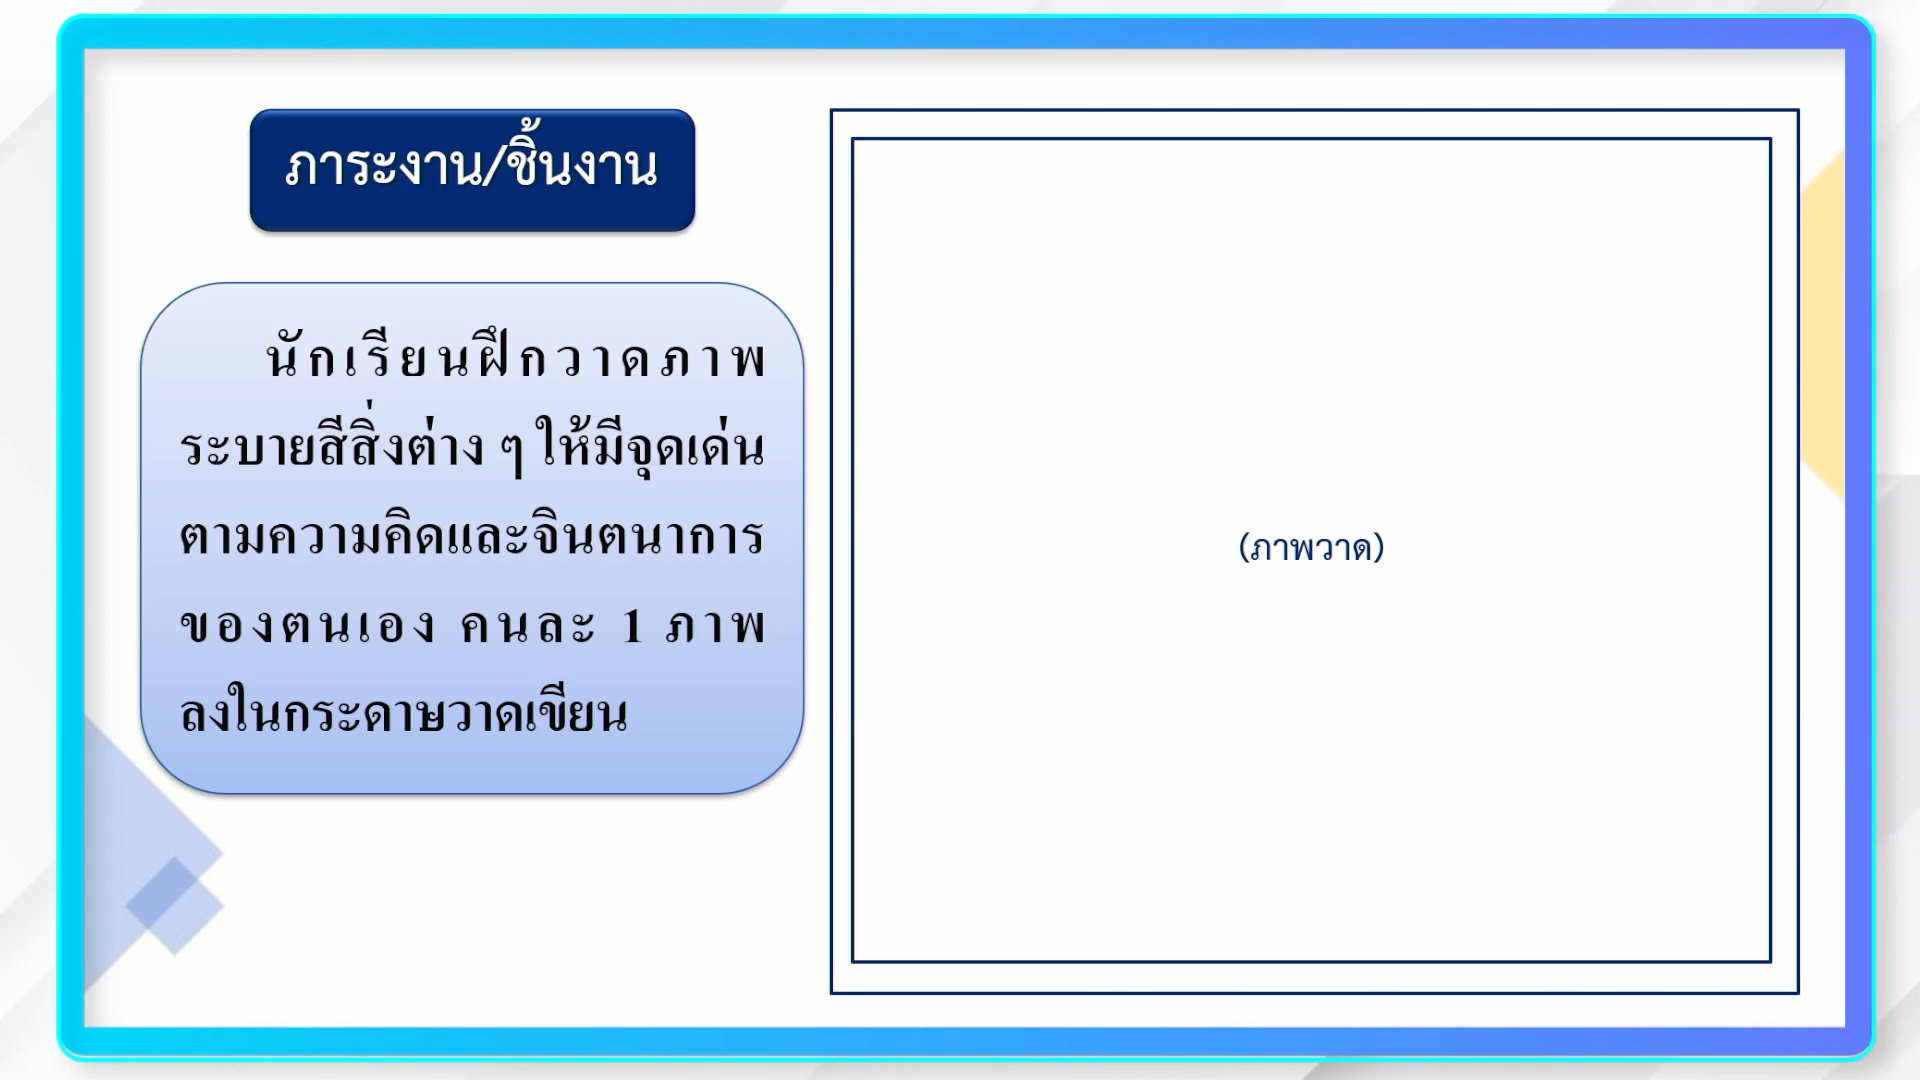 ภาระงาน/ชิ้นงาน
นักเรียนฝึกวาดภาพ
ระบายสีสิ่งต่าง ๆ ให้มีจุดเด่น
ตามความคิดและจินตนาการ
ของตนเอง คนละ 1 ภาพ
ลงในกระดาษวาดเขียน
(ภาพวาด)